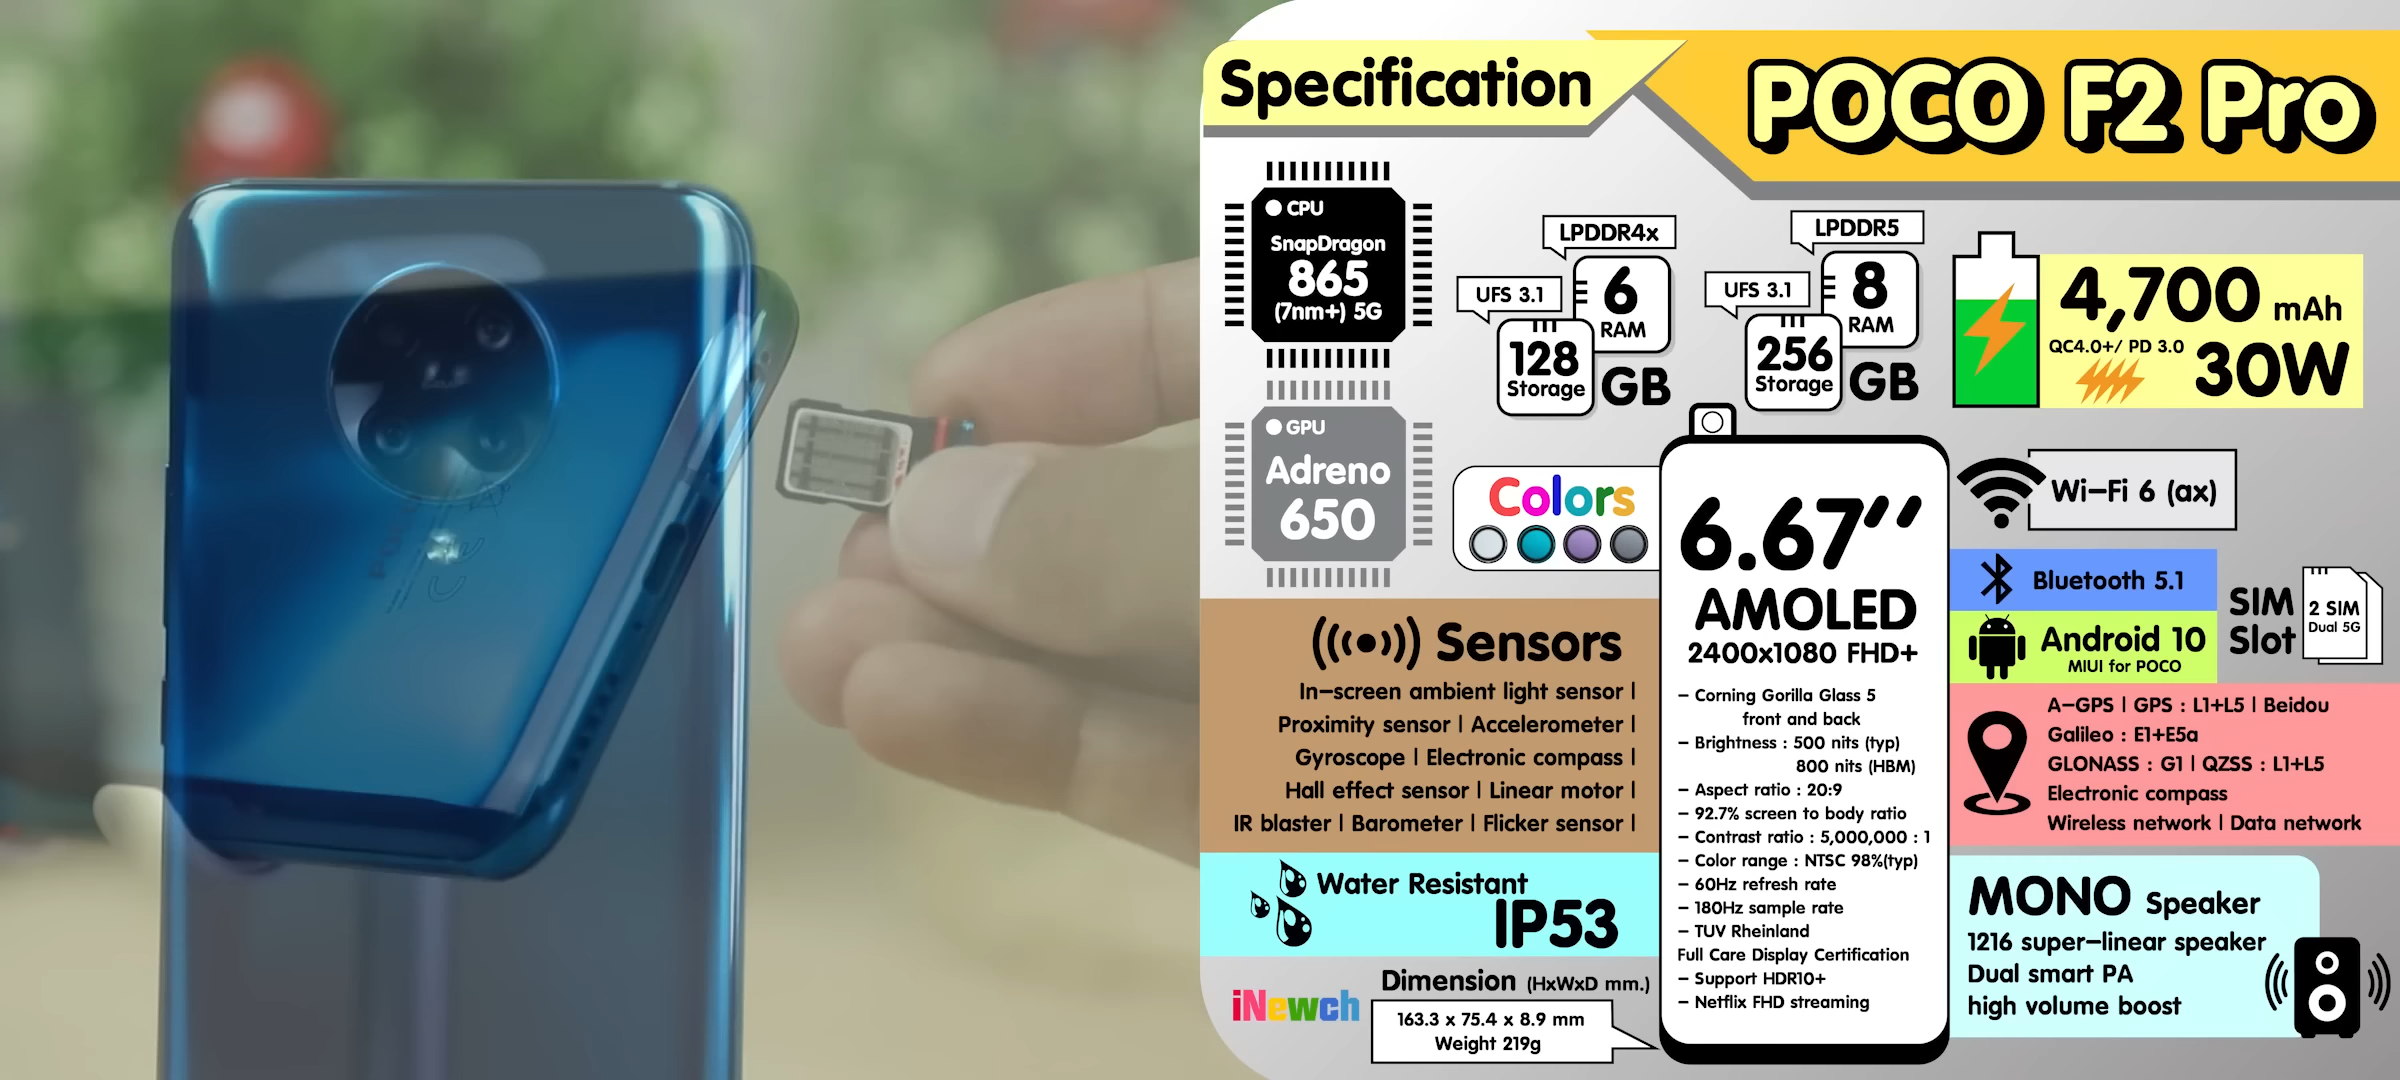 Specification
POCO F2 Pro
CPU
SnapDragon
865
(7nm+) 5G
LPDDR4x
UFS 3.1
6
RAM
128
Storage
GB
LPDDR5
UFS 3.1
8
RAM
256
Storage
GB
4,700 mAh
QC4.0+/ PD 3.0
30W
GPU
Adreno
650
Colors
6.67″
AMOLED
2400x1080 FHD+
– Corning Gorilla Glass 5
front and back
– Brightness : 500 nits (typ)
800 nits (HBM)
– Aspect ratio : 20:9
– 92.7% screen to body ratio
– Contrast ratio : 5,000,000 : 1
– Color range : NTSC 98%(typ)
– 60Hz refresh rate
– 180Hz sample rate
– TUV Rheinland
Full Care Display Certification
– Support HDR10+
– Netflix FHD streaming
Wi–Fi 6 (ax)
Bluetooth 5.1
Android 10
MIUI for POCO
SIM
Slot
2 SIM
Dual 5G
Sensors
In–screen ambient light sensor |
Proximity sensor | Accelerometer |
Gyroscope | Electronic compass |
Hall effect sensor | Linear motor |
IR blaster | Barometer | Flicker sensor |
A–GPS | GPS : L1+L5 | Beidou
Galileo : E1+E5a
GLONASS : G1 | QZSS : L1+L5
Electronic compass
Wireless network | Data network
Water Resistant
IP53
MONO Speaker
1216 super–linear speaker
Dual smart PA
high volume boost
iNewch
Dimension (HxWxD mm.)
163.3 x 75.4 x 8.9 mm
Weight 219g